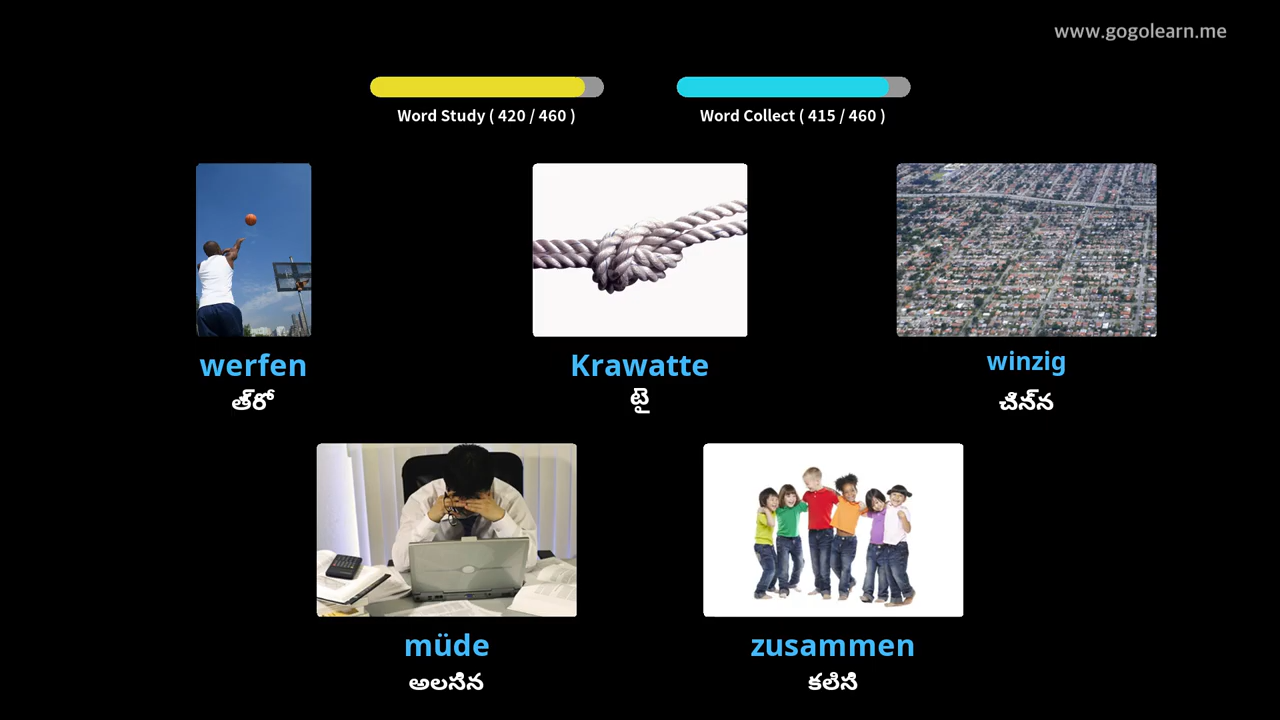 www.gogolearn.me
Word Study ( 420 / 460 )
Word Collect ( 415 / 460 )
werfen
త్రో
Krawatte
టై
winzig
చిన్న
müde
అలసిన
zusammen
కలిసి